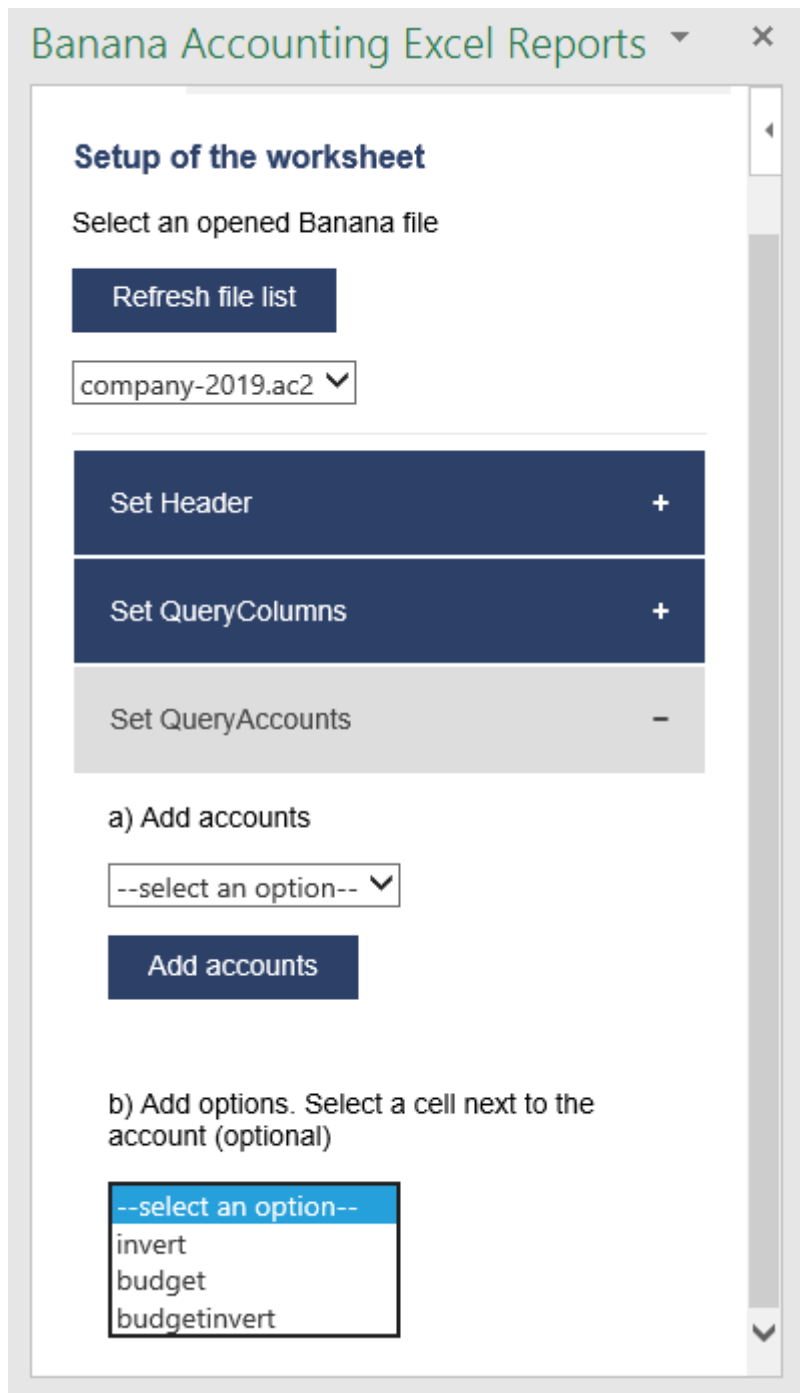 Banana Accounting Excel Reports
Setup of the worksheet
Select an opened Banana file
Refresh file list
company-2019.ac2
Set Header +
Set QueryColumns +
Set QueryAccounts −
a) Add accounts
--select an option--
Add accounts
b) Add options. Select a cell next to the
account (optional)
--select an option--
invert
budget
budgetinvert